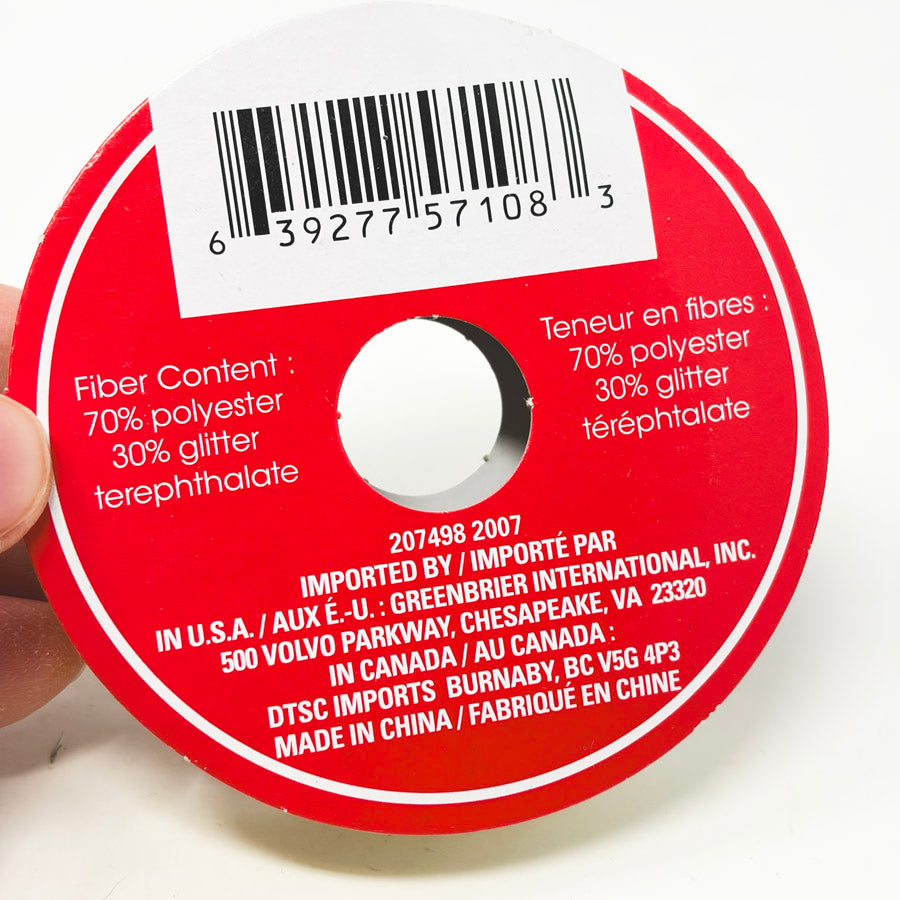 6 39277 57108 3
Fiber Content :
70% polyester
30% glitter
terephthalate
Teneur en fibres :
70% polyester
30% glitter
téréphtalate
207498 2007
IMPORTED BY / IMPORTÉ PAR
IN U.S.A. / AUX É.-U. : GREENBRIER INTERNATIONAL, INC.
500 VOLVO PARKWAY, CHESAPEAKE, VA 23320
IN CANADA / AU CANADA :
DTSC IMPORTS BURNABY, BC V5G 4P3
MADE IN CHINA / FABRIQUÉ EN CHINE